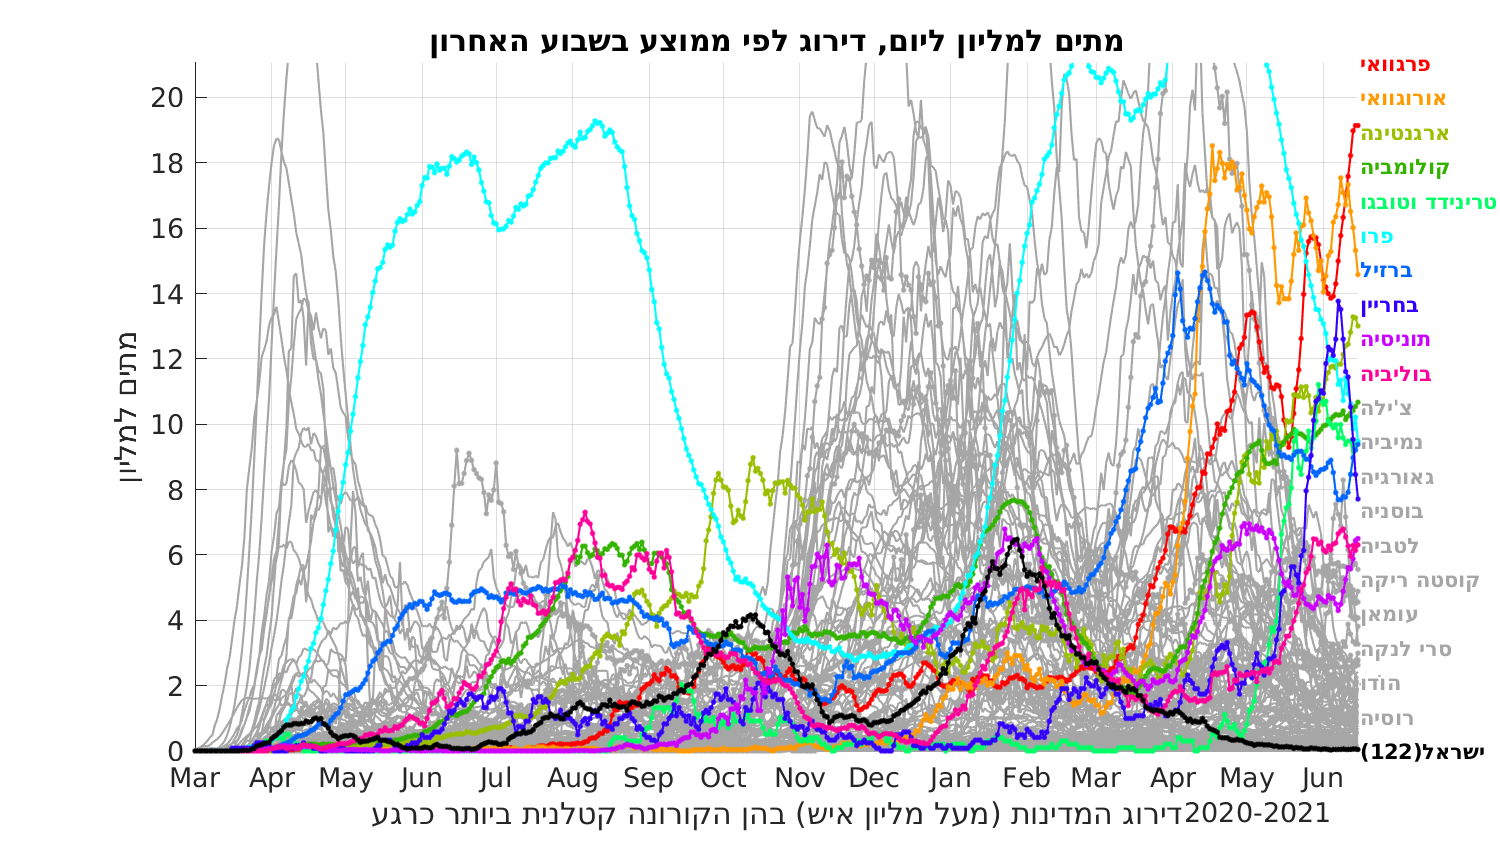 מתים למליון ליום, דירוג לפי ממוצע בשבוע האחרון
מתים למליון
20
18
16
14
12
10
8
6
4
2
0
Mar Apr May Jun Jul Aug Sep Oct Nov Dec Jan Feb Mar Apr May Jun
דירוג המדינות (מעל מליון איש) בהן הקורונה קטלנית ביותר כרגע2020-2021
פרגוואי
אורוגוואי
ארגנטינה
קולומביה
טרינידד וטובגו
פרו
ברזיל
בחריין
תוניסיה
בוליביה
צ'ילה
נמיביה
גאורגיה
בוסניה
לטביה
קוסטה ריקה
עומאן
סרי לנקה
הודו
רוסיה
ישראל(122)